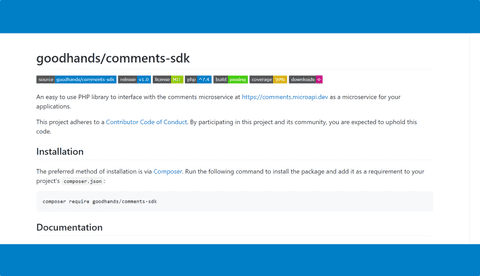 goodhands/comments-sdk
source goodhands/comments-sdk release v1.0 license MIT php ^7.4 build passing coverage downloads
An easy to use PHP library to interface with the comments microservice at https://comments.microapi.dev as a microservice for your
applications.
This project adheres to a Contributor Code of Conduct. By participating in this project and its community, you are expected to uphold this
code.
Installation
The preferred method of installation is via Composer. Run the following command to install the package and add it as a requirement to your
project's composer.json :
composer require goodhands/comments-sdk
Documentation